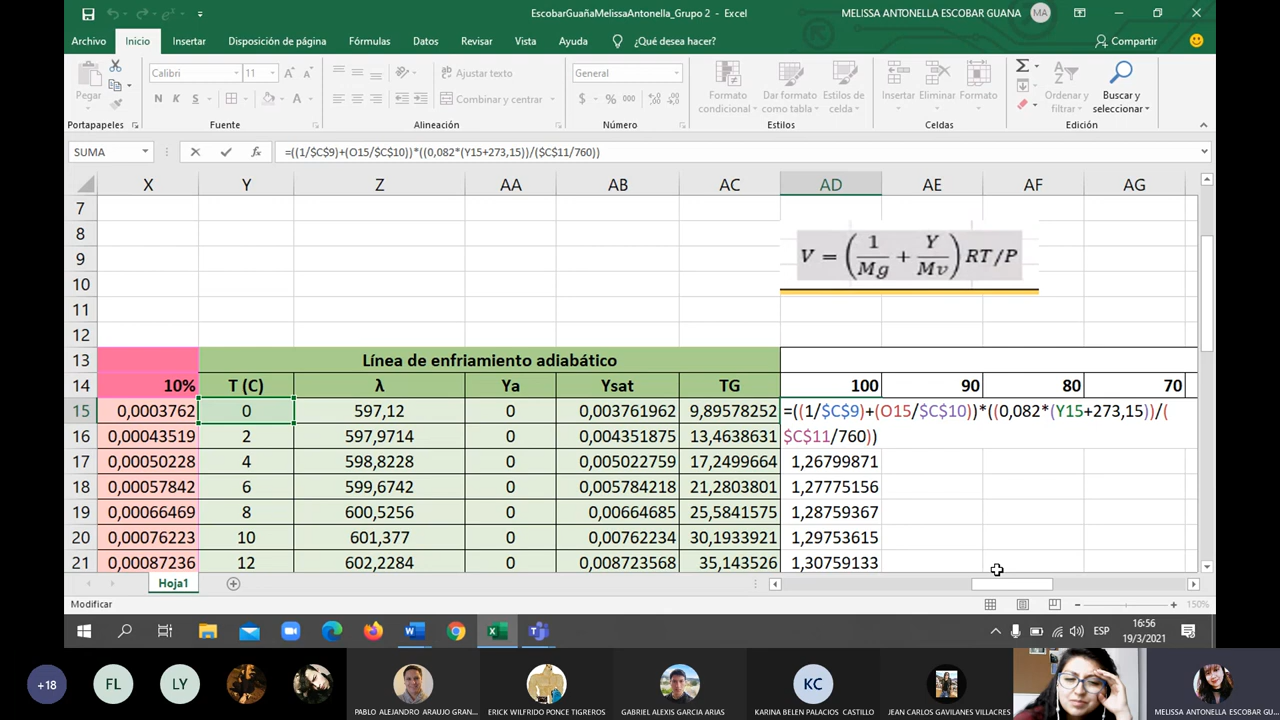 EscobarGuañaMelissaAntonella_Grupo 2 - Excel
MELISSA ANTONELLA ESCOBAR GUANA MA
Archivo Inicio Insertar Disposición de página Fórmulas Datos Revisar Vista Ayuda ¿Qué desea hacer? Compartir
Pegar
Calibri 11
N K S
Ajustar texto
Combinar y centrar
General
$ % 000
Formato condicional
Dar formato como tabla
Estilos de celda
Insertar Eliminar Formato
Ordenar y filtrar
Buscar y seleccionar
Portapapeles Fuente Alineación Número Estilos Celdas Edición
SUMA fx =((1/$C$9)+(O15/$C$10))*((0,082*(Y15+273,15))/($C$11/760))
X Y Z AA AB AC AD AE AF AG
7
8
9
10
11
12
V = (1/Mg + Y/Mv) RT/P
13 Línea de enfriamiento adiabático
14 10% T (C) λ Ya Ysat TG 100 90 80 70
15 0,0003762 0 597,12 0 0,003761962 9,89578252 =((1/$C$9)+(O15/$C$10))*((0,082*(Y15+273,15))/(
16 0,00043519 2 597,9714 0 0,004351875 13,4638631 $C$11/760))
17 0,00050228 4 598,8228 0 0,005022759 17,2499664 1,26799871
18 0,00057842 6 599,6742 0 0,005784218 21,2803801 1,27775156
19 0,00066469 8 600,5256 0 0,00664685 25,5841575 1,28759367
20 0,00076223 10 601,377 0 0,00762234 30,1933921 1,29753615
21 0,00087236 12 602,2284 0 0,008723568 35,143526 1,30759133
Hoja1
Modificar 150%
ESP
16:56
19/3/2021
+18 FL LY KC
PABLO ALEJANDRO ARAUJO GRAN...
ERICK WILFRIDO PONCE TIGREROS
GABRIEL ALEXIS GARCIA ARIAS
KARINA BELEN PALACIOS CASTILLO
JEAN CARLOS GAVILANES VILLACRES
MELISSA ANTONELLA ESCOBAR GU...